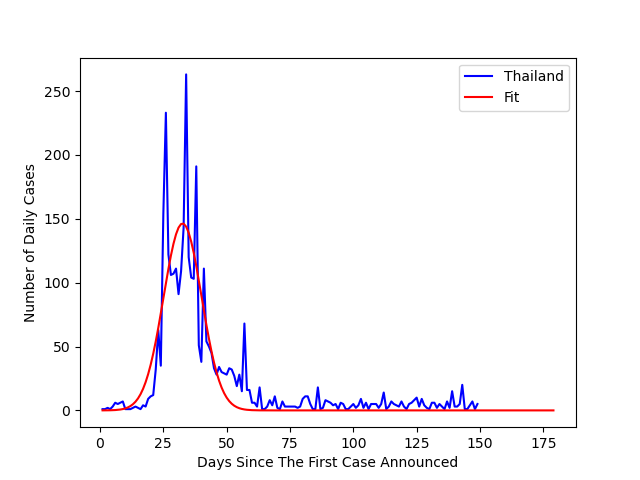 Thailand
Fit
Number of Daily Cases
250
200
150
100
50
0
0 25 50 75 100 125 150 175
Days Since The First Case Announced